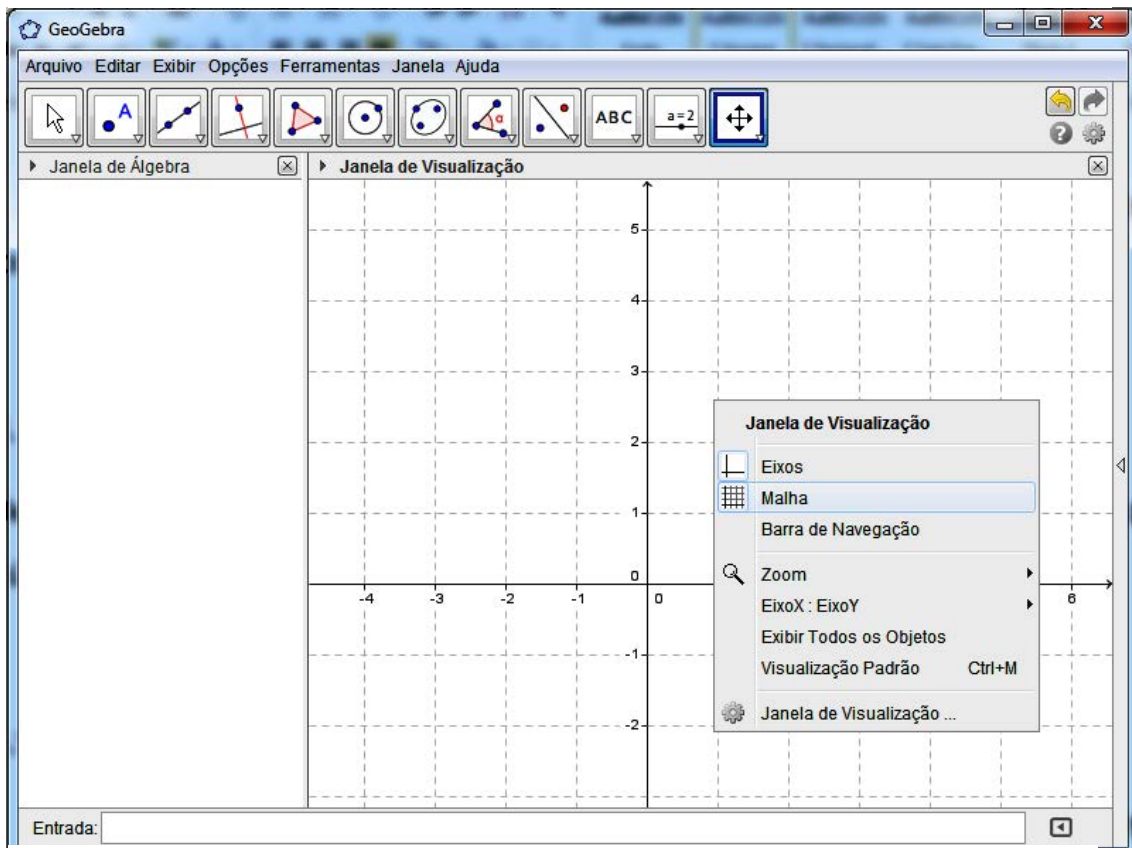 GeoGebra
Arquivo Editar Exibir Opções Ferramentas Janela Ajuda
A
α
ABC
a=2
Janela de Álgebra
Janela de Visualização
5
4
3
2
1
0
-4 -3 -2 -1 0 6
-1
-2
Janela de Visualização
Eixos
Malha
Barra de Navegação
Zoom
EixoX : EixoY
Exibir Todos os Objetos
Visualização Padrão Ctrl+M
Janela de Visualização ...
Entrada: